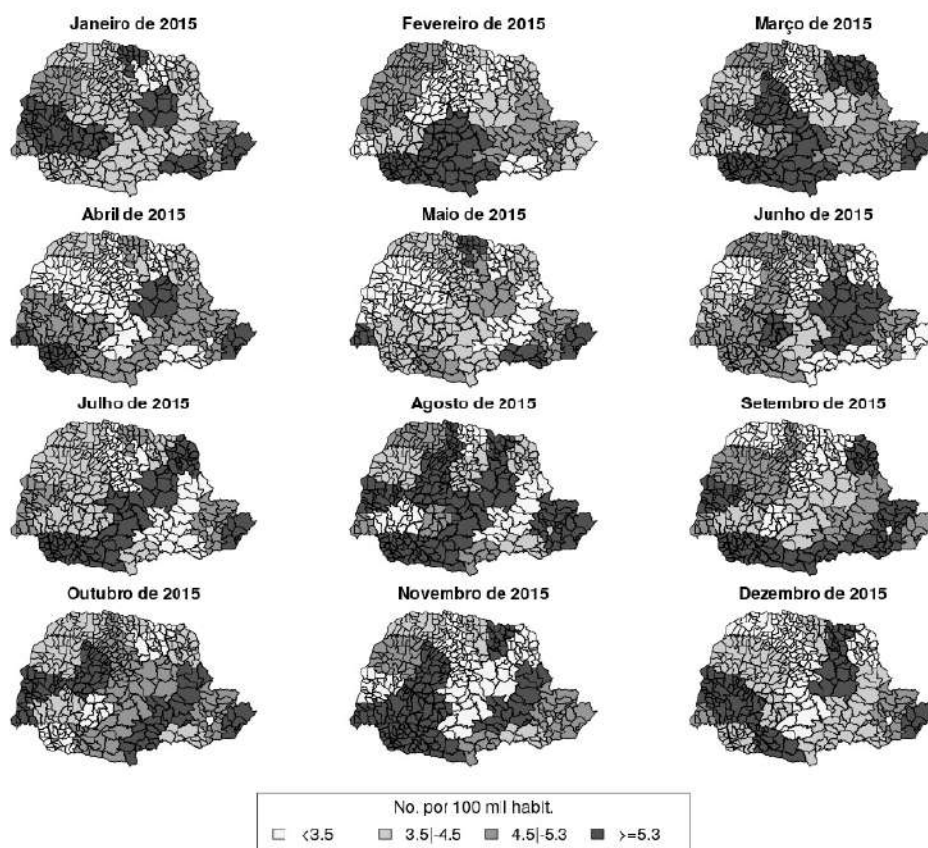 Janeiro de 2015
Fevereiro de 2015
Março de 2015
Abril de 2015
Maio de 2015
Junho de 2015
Julho de 2015
Agosto de 2015
Setembro de 2015
Outubro de 2015
Novembro de 2015
Dezembro de 2015
No. por 100 mil habit.
<3.5 3.5|-4.5 4.5|-5.3 >=5.3